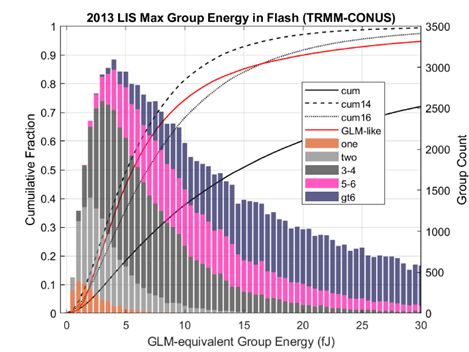 2013 LIS Max Group Energy in Flash (TRMM-CONUS)
1
0.9
0.8
0.7
0.6
0.5
0.4
0.3
0.2
0.1
0
Cumulative Fraction
3500
3000
2500
2000
1500
1000
500
0
Group Count
cum
cum14
cum16
GLM-like
one
two
3-4
5-6
gt6
0 5 10 15 20 25 30
GLM-equivalent Group Energy (fJ)